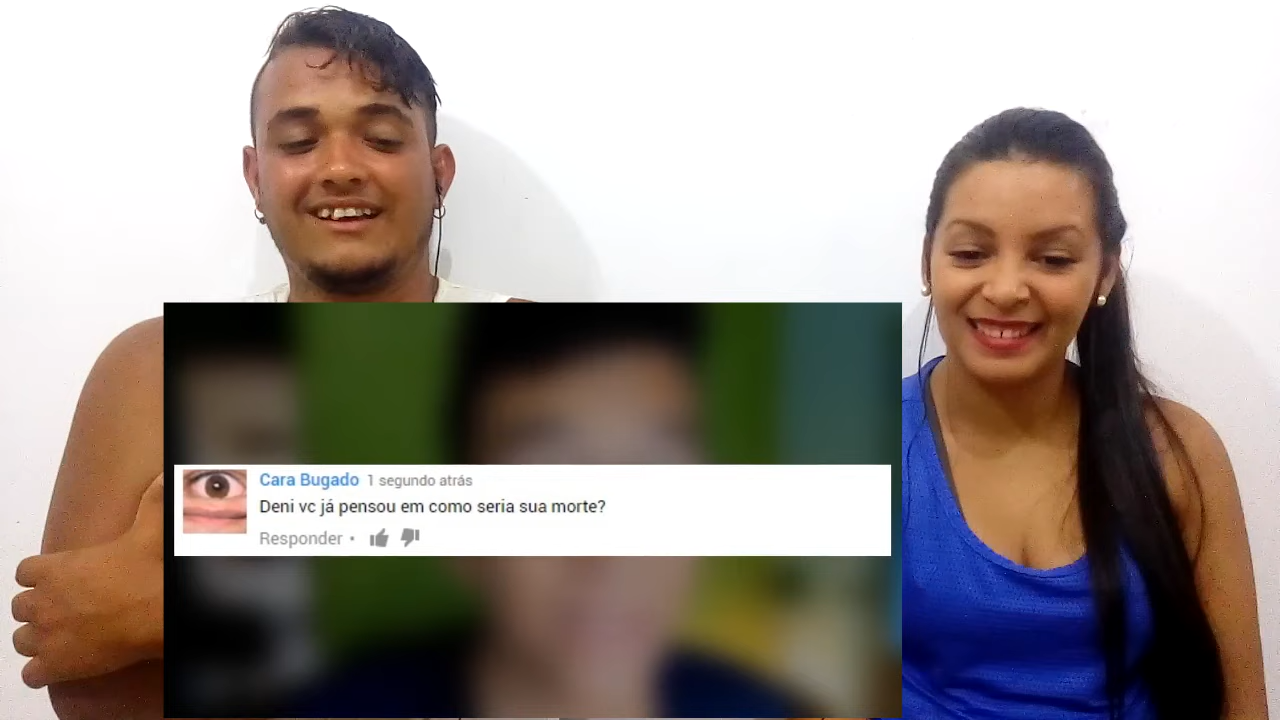 Cara Bugado 1 segundo atrás
Deni vc já pensou em como seria sua morte?
Responder •